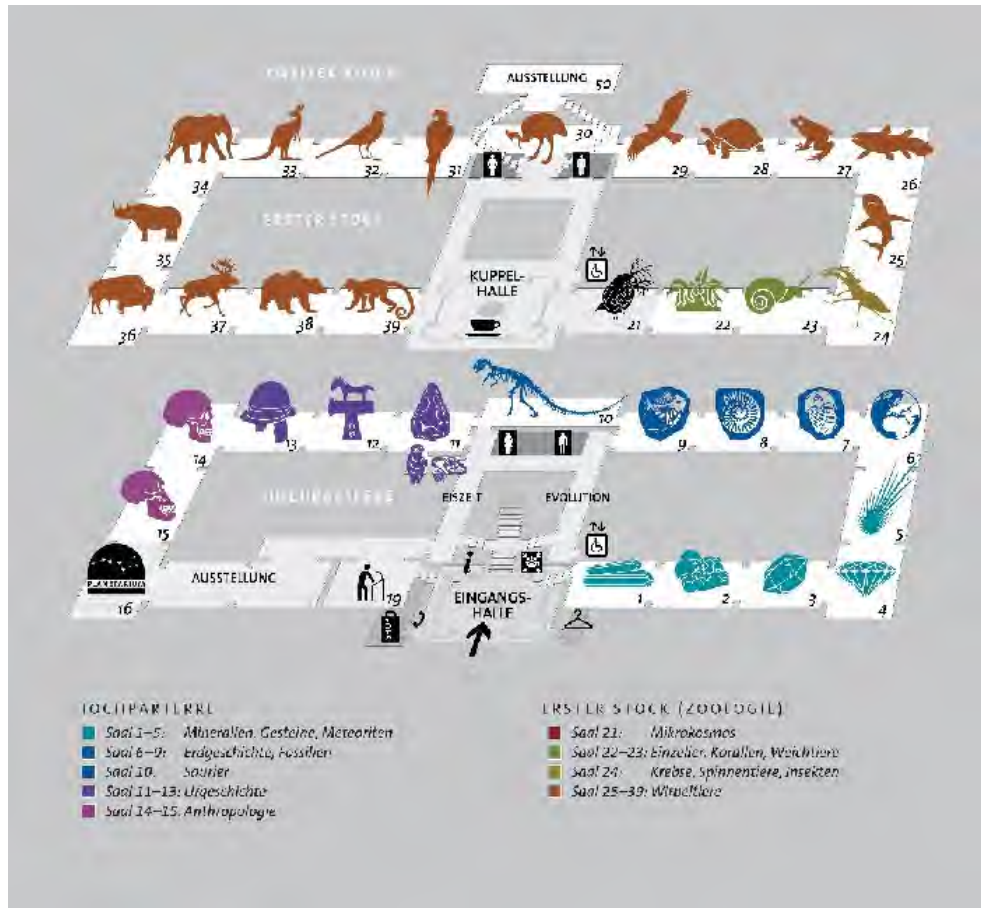 AUSSTELLUNG 50
30
33
32
31
29
28
27
26
34
ERSTER STOCK
35
25
KUPPEL-
HALLE
36
37
38
39
21
22
23
24
10
13
12
11
9
8
7
6
14
EISZEIT
EVOLUTION
15
5
PLANETARIUM
AUSSTELLUNG
16
19
i
EINGANGS-
HALLE
1
2
3
4
HOCHPARTERRE
Saal 1–5: Mineralien, Gesteine, Meteoriten
Saal 6–9: Erdgeschichte, Fossilien
Saal 10: Saurier
Saal 11–13: Urgeschichte
Saal 14–15: Anthropologie
ERSTER STOCK (ZOOLOGIE)
Saal 21: Mikrokosmos
Saal 22–23: Einzeller, Korallen, Weichtiere
Saal 24: Krebse, Spinnentiere, Insekten
Saal 25–39: Wirbeltiere